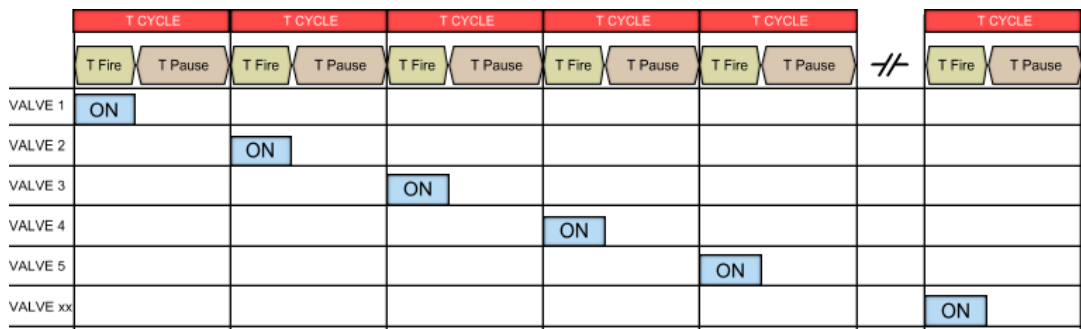 T CYCLE T CYCLE T CYCLE T CYCLE T CYCLE T CYCLE
T Fire T Pause T Fire T Pause T Fire T Pause T Fire T Pause T Fire T Pause T Fire T Pause
VALVE 1 ON
VALVE 2 ON
VALVE 3 ON
VALVE 4 ON
VALVE 5 ON
VALVE xx ON